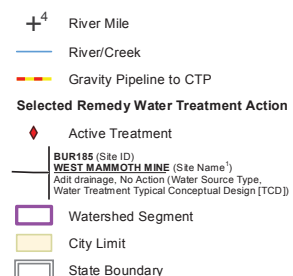 +4 River Mile
River/Creek
Gravity Pipeline to CTP
Selected Remedy Water Treatment Action
Active Treatment
BUR185 (Site ID)
WEST MAMMOTH MINE (Site Name1)
Adit drainage, No Action (Water Source Type,
Water Treatment Typical Conceptual Design [TCD])
Watershed Segment
City Limit
State Boundary